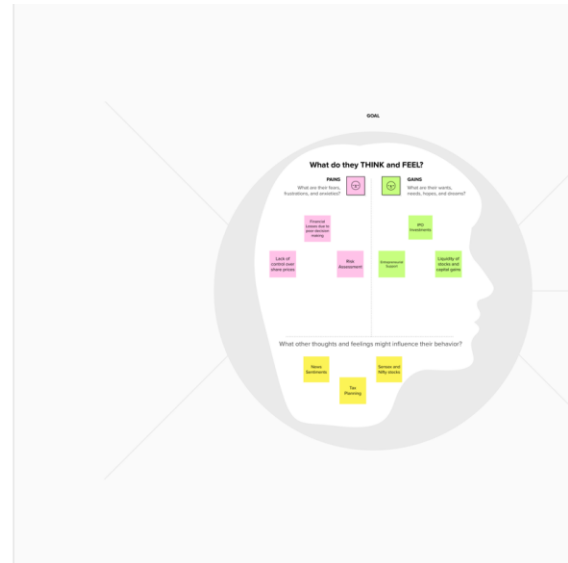 GOAL
What do they THINK and FEEL?
PAINS
What are their fears,
frustrations, and anxieties?
GAINS
What are their wants,
needs, hopes, and dreams?
Financial
Losses due to
poor decision
making
Lack of
control over
share prices
Risk
Assessment
IPO
Investments
Entrepreneurial
Support
Liquidity of
stocks and
capital gains
What other thoughts and feelings might influence their behavior?
News
Sentiments
Tax
Planning
Sensex and
Nifty stocks